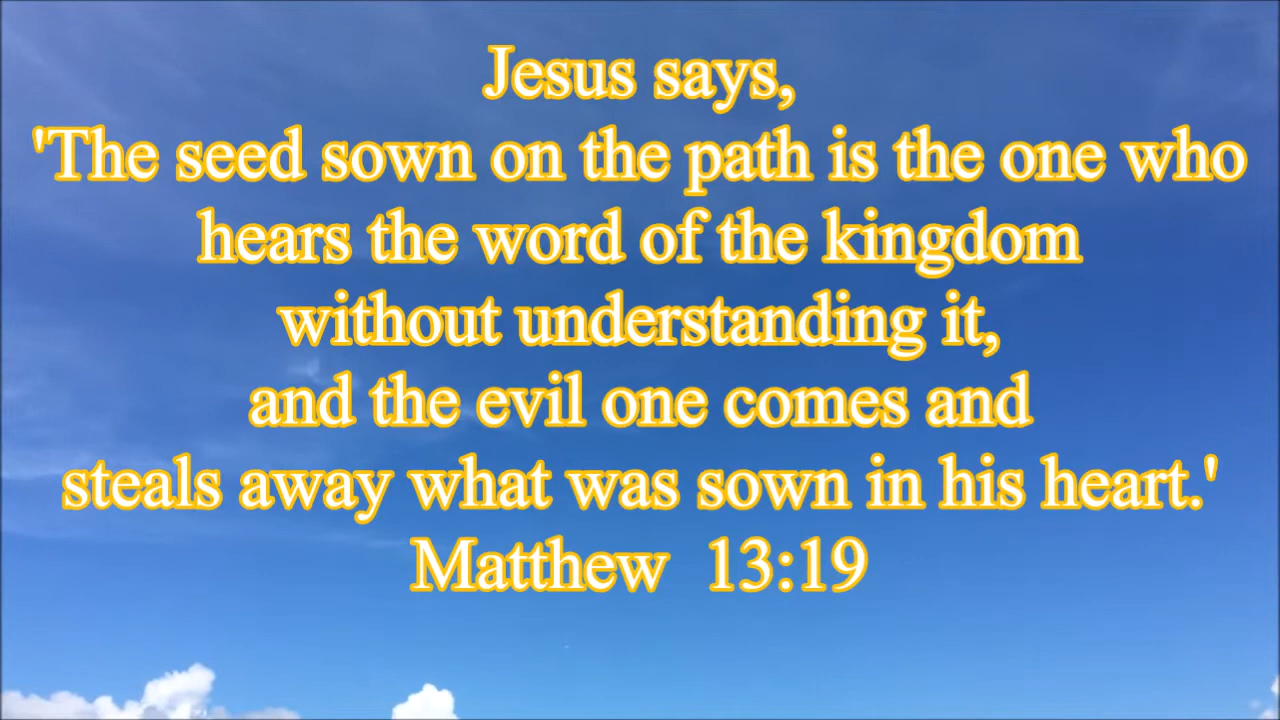 Jesus says,
'The seed sown on the path is the one who
hears the word of the kingdom
without understanding it,
and the evil one comes and
steals away what was sown in his heart.'
Matthew  13:19